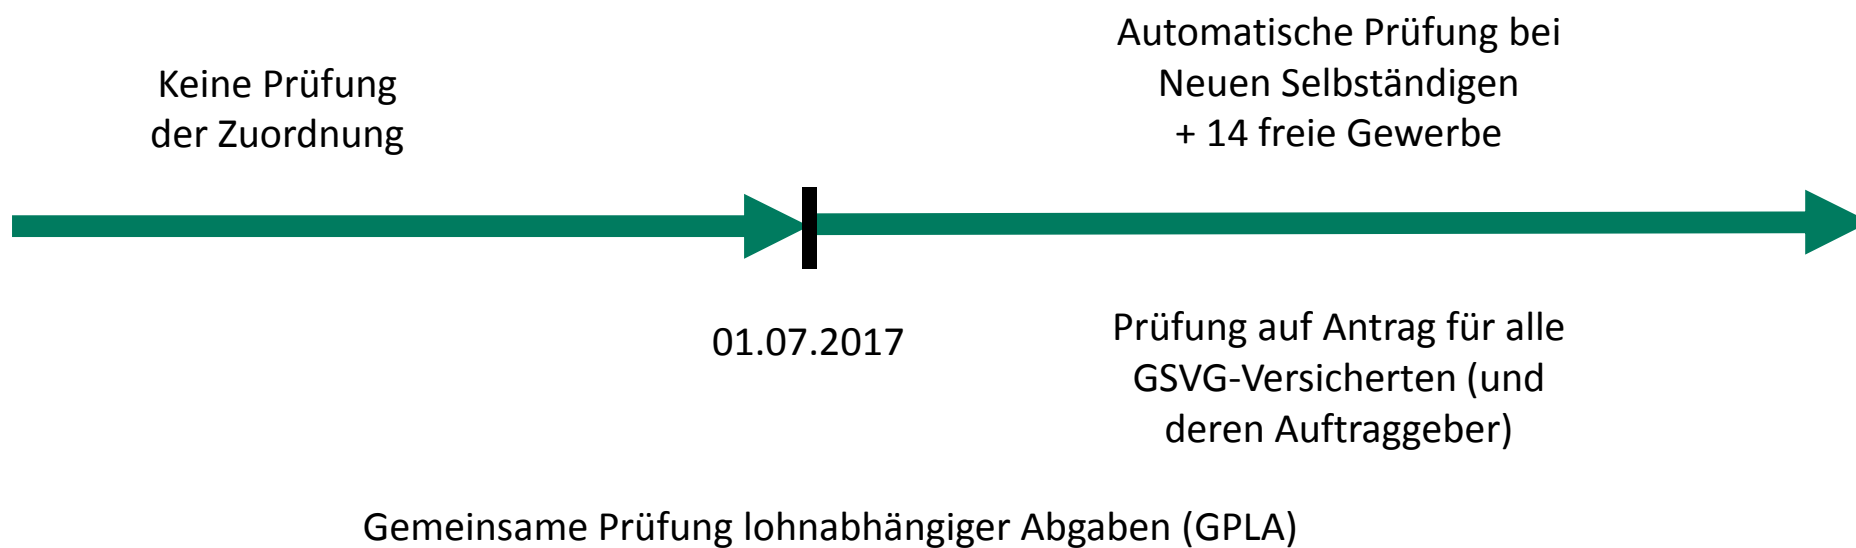 Keine Prüfung
der Zuordnung
Automatische Prüfung bei
Neuen Selbständigen
+ 14 freie Gewerbe
01.07.2017
Prüfung auf Antrag für alle
GSVG-Versicherten (und
deren Auftraggeber)
Gemeinsame Prüfung lohnabhängiger Abgaben (GPLA)